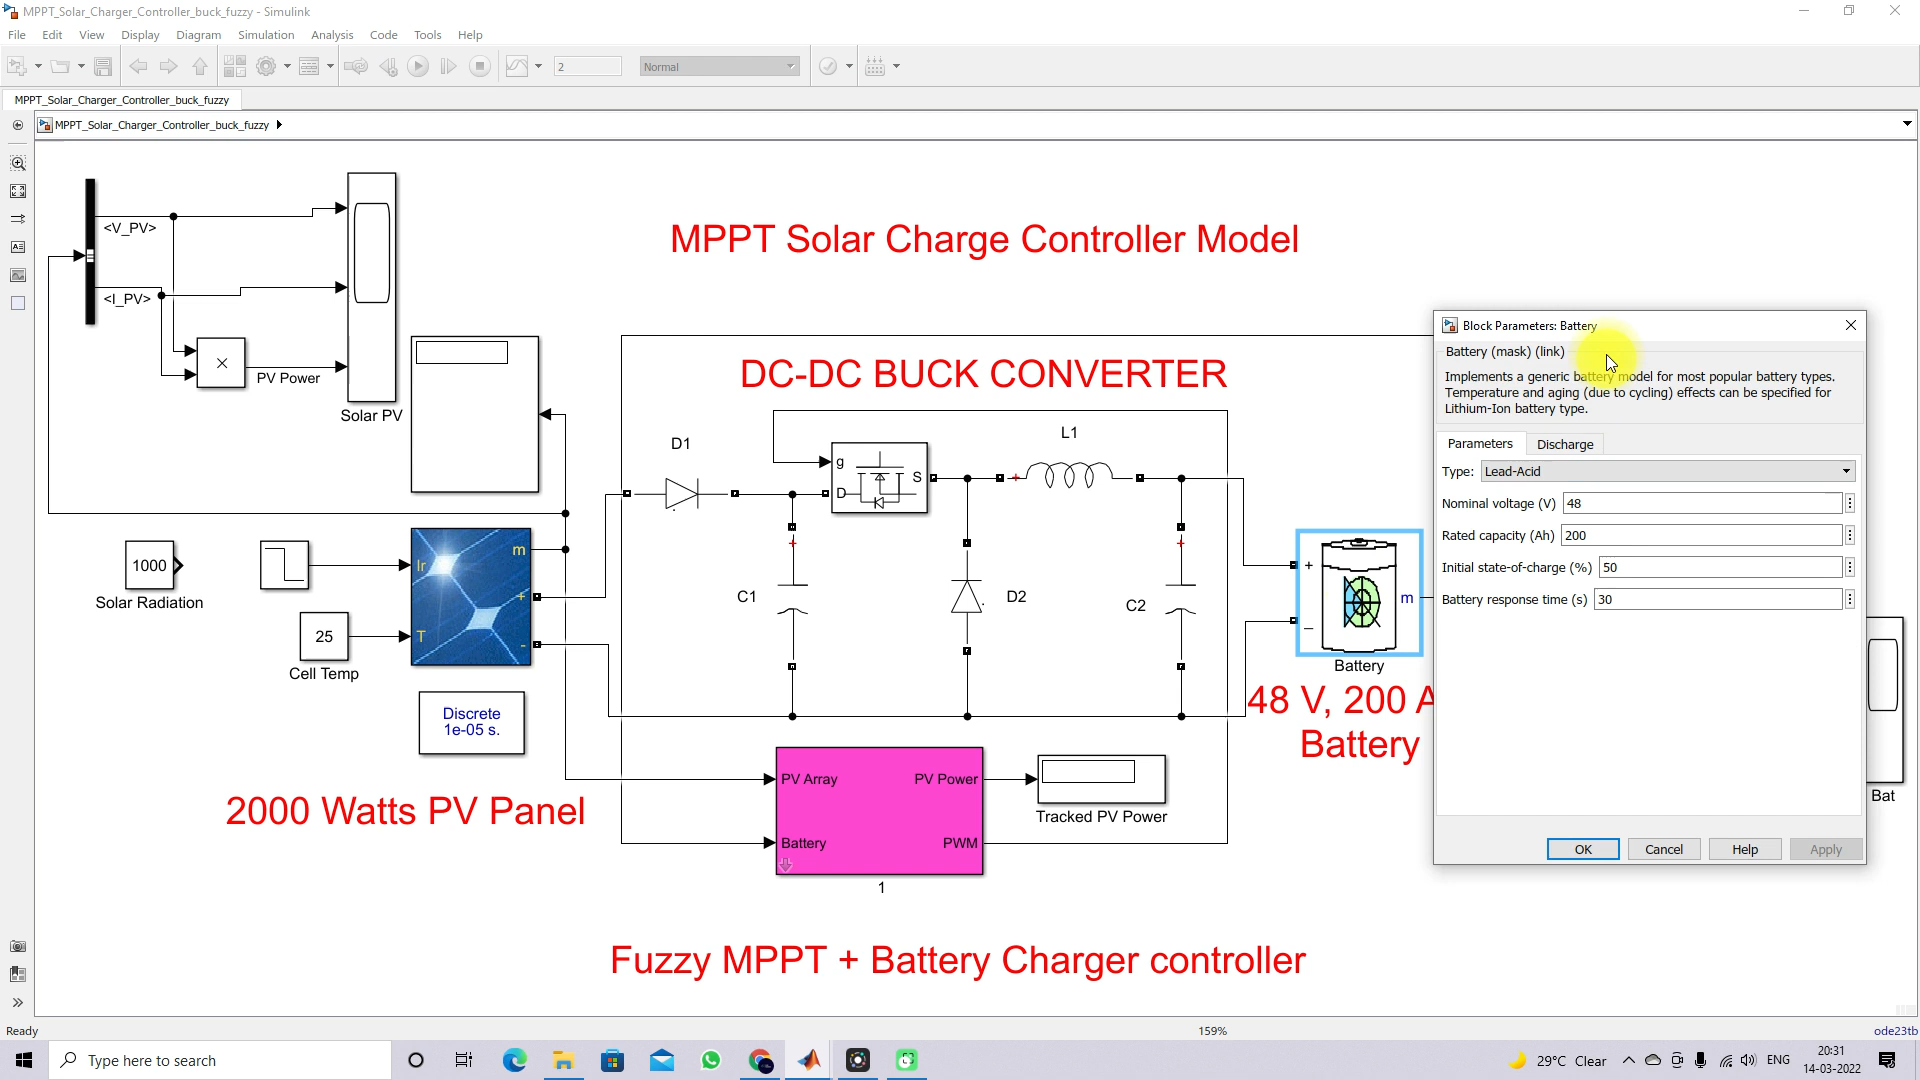 MPPT_Solar_Charger_Controller_buck_fuzzy - Simulink
File Edit View Display Diagram Simulation Analysis Code Tools Help
2 Normal
MPPT_Solar_Charger_Controller_buck_fuzzy
MPPT_Solar_Charger_Controller_buck_fuzzy
MPPT Solar Charge Controller Model
<V_PV>
<I_PV>
×
PV Power
Solar PV
DC-DC BUCK CONVERTER
D1
L1
g
S
D
C1
D2
C2
1000
Solar Radiation
25
Cell Temp
m
Ir
+
T
-
Discrete
1e-05 s.
2000 Watts PV Panel
+
m
_
Battery
48 V, 200 A
Battery
PV Array PV Power
Battery PWM
1
Tracked PV Power
Bat
Fuzzy MPPT + Battery Charger controller
Block Parameters: Battery
Battery (mask) (link)
Implements a generic battery model for most popular battery types.
Temperature and aging (due to cycling) effects can be specified for
Lithium-Ion battery type.
Parameters Discharge
Type: Lead-Acid
Nominal voltage (V) 48
Rated capacity (Ah) 200
Initial state-of-charge (%) 50
Battery response time (s) 30
OK Cancel Help Apply
Ready 159% ode23tb
Type here to search
29°C Clear ENG 20:31
14-03-2022